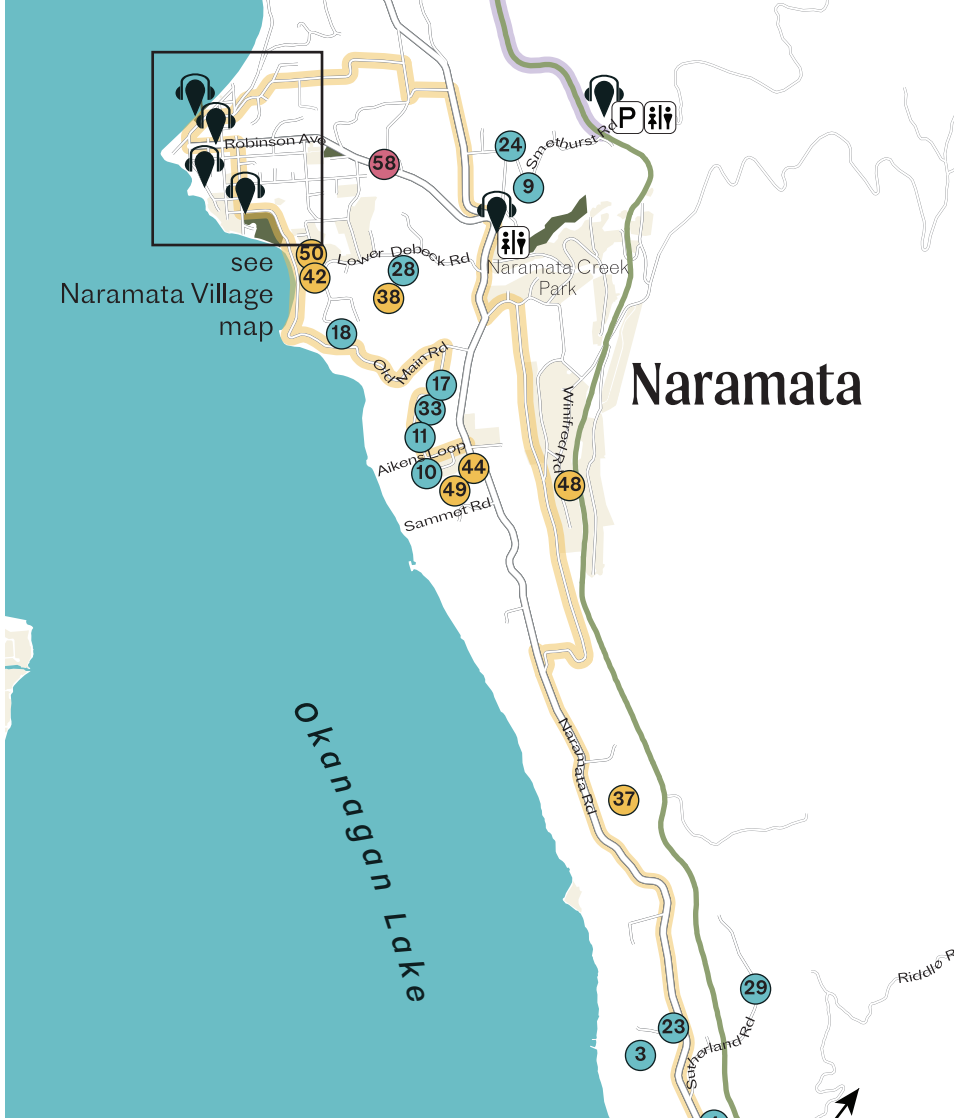 Robinson Ave
58
24
Smethurst Rd
P
9
50
Lower Debeck Rd
28
42
38
Naramata Creek
Park
see
Naramata Village
map
18
Old Main Rd
17
33
11
Aikens Loop
10
44
49
Sammet Rd
Winifred Rd
48
Naramata
Okanagan Lake
Naramata Rd
37
29
Riddle R
23
3
Sutherland Rd